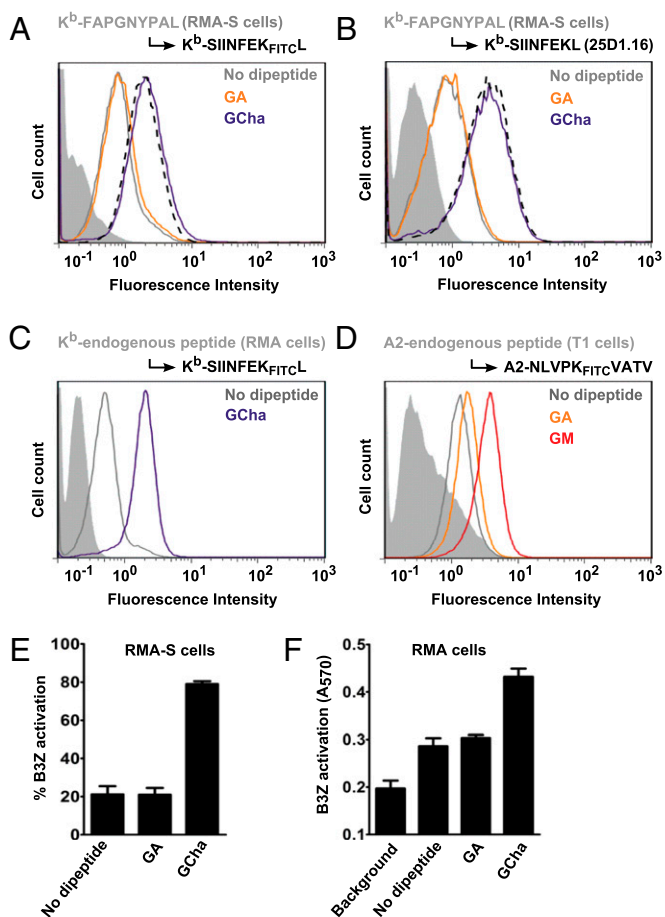 A
Kb-FAPGNYPAL (RMA-S cells)
Kb-SIINFEKFITCL
No dipeptide
GA
GCha
Cell count
10-1 100 101 102 103
Fluorescence Intensity
B
Kb-FAPGNYPAL (RMA-S cells)
Kb-SIINFEKL (25D1.16)
No dipeptide
GA
GCha
Cell count
10-1 100 101 102 103
Fluorescence Intensity
C
Kb-endogenous peptide (RMA cells)
Kb-SIINFEKFITCL
No dipeptide
GCha
Cell count
10-1 100 101 102 103
Fluorescence Intensity
D
A2-endogenous peptide (T1 cells)
A2-NLVPKFITCVATV
No dipeptide
GA
GM
Cell count
10-1 100 101 102 103
Fluorescence Intensity
E
RMA-S cells
% B3Z activation
100
80
60
40
20
0
No dipeptide
GA
GCha
F
RMA cells
B3Z activation (A570)
0.5
0.4
0.3
0.2
0.1
Background
No dipeptide
GA
GCha